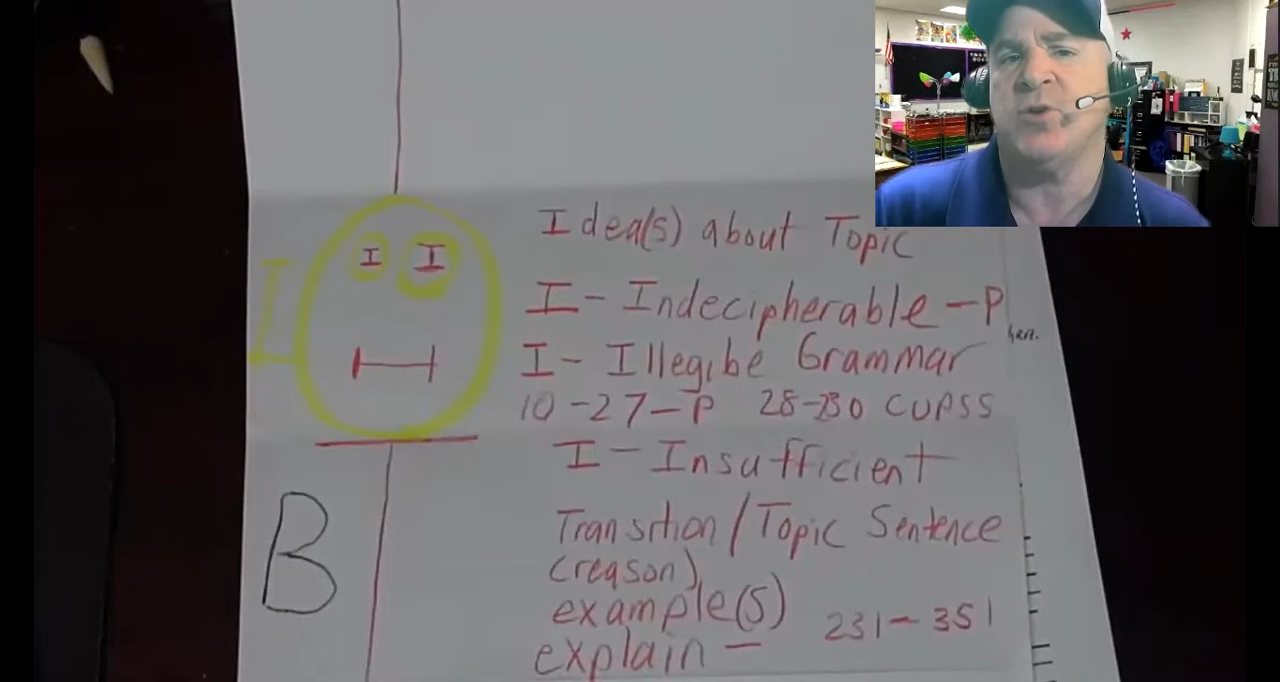 I
I I
Idea(s) about Topic
I - Indecipherable - P
I - Illegibe Grammar
10-27-P 28-230 CUPSS
I - Insufficient
B
Transition/Topic Sentence
(reason)
example(s) 231-351
explain -